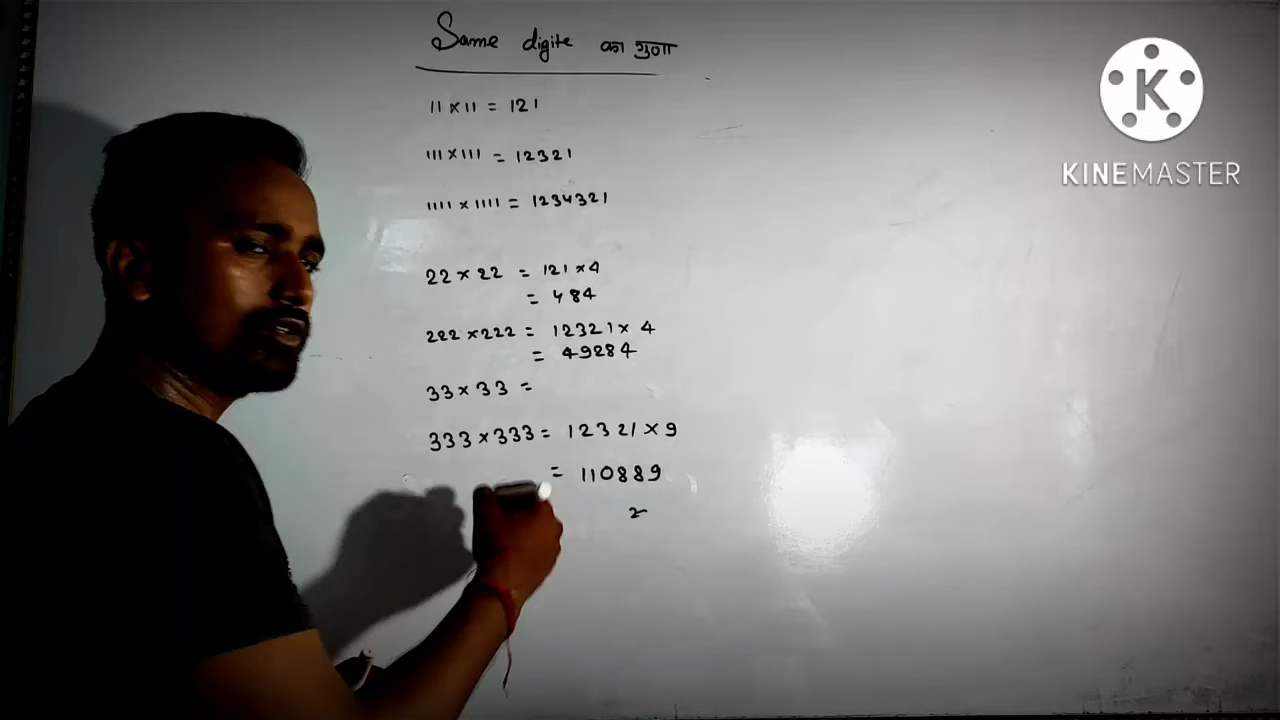 Same digite का गुणा
11 × 11 = 121
111 × 111 = 12321
1111 × 1111 = 1234321
22 × 22 = 121 × 4
= 484
222 × 222 = 12321 × 4
= 49284
33 × 33 =
333 × 333 = 12321 × 9
= 110889
K
KINEMASTER